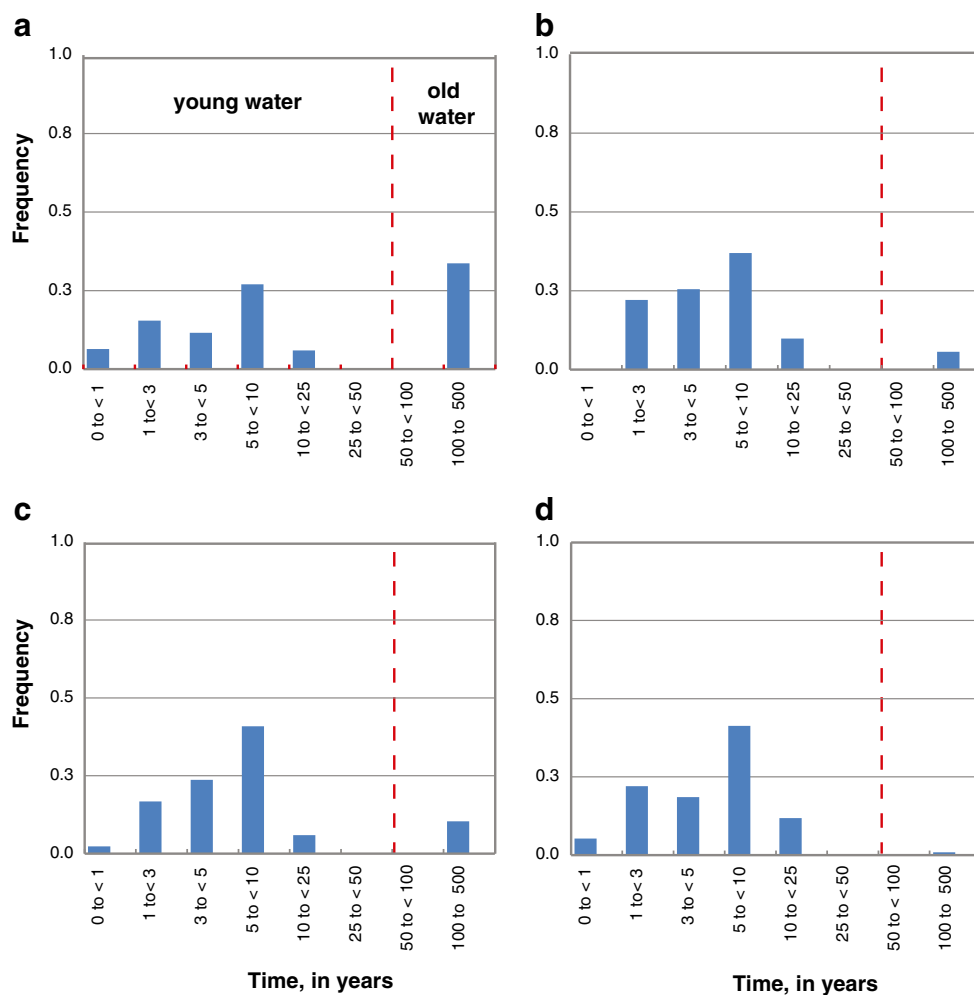 a
1.0
0.8
0.5
0.3
0.0
Frequency
young water
old
water
0 to < 1
1 to< 3
3 to < 5
5 to < 10
10 to <25
25 to < 50
50 to < 100
100 to 500
b
1.0
0.8
0.5
0.3
0.0
0 to < 1
1 to < 3
3 to < 5
5 to < 10
10 to <25
25 to < 50
50 to < 100
100 to 500
c
1.0
0.8
0.5
0.3
0.0
Frequency
0 to < 1
1 to< 3
3 to < 5
5 to < 10
10 to <25
25 to < 50
50 to < 100
100 to 500
Time, in years
d
1.0
0.8
0.5
0.3
0.0
0 to < 1
1 to< 3
3 to < 5
5 to < 10
10 to <25
25 to < 50
50 to < 100
100 to 500
Time, in years